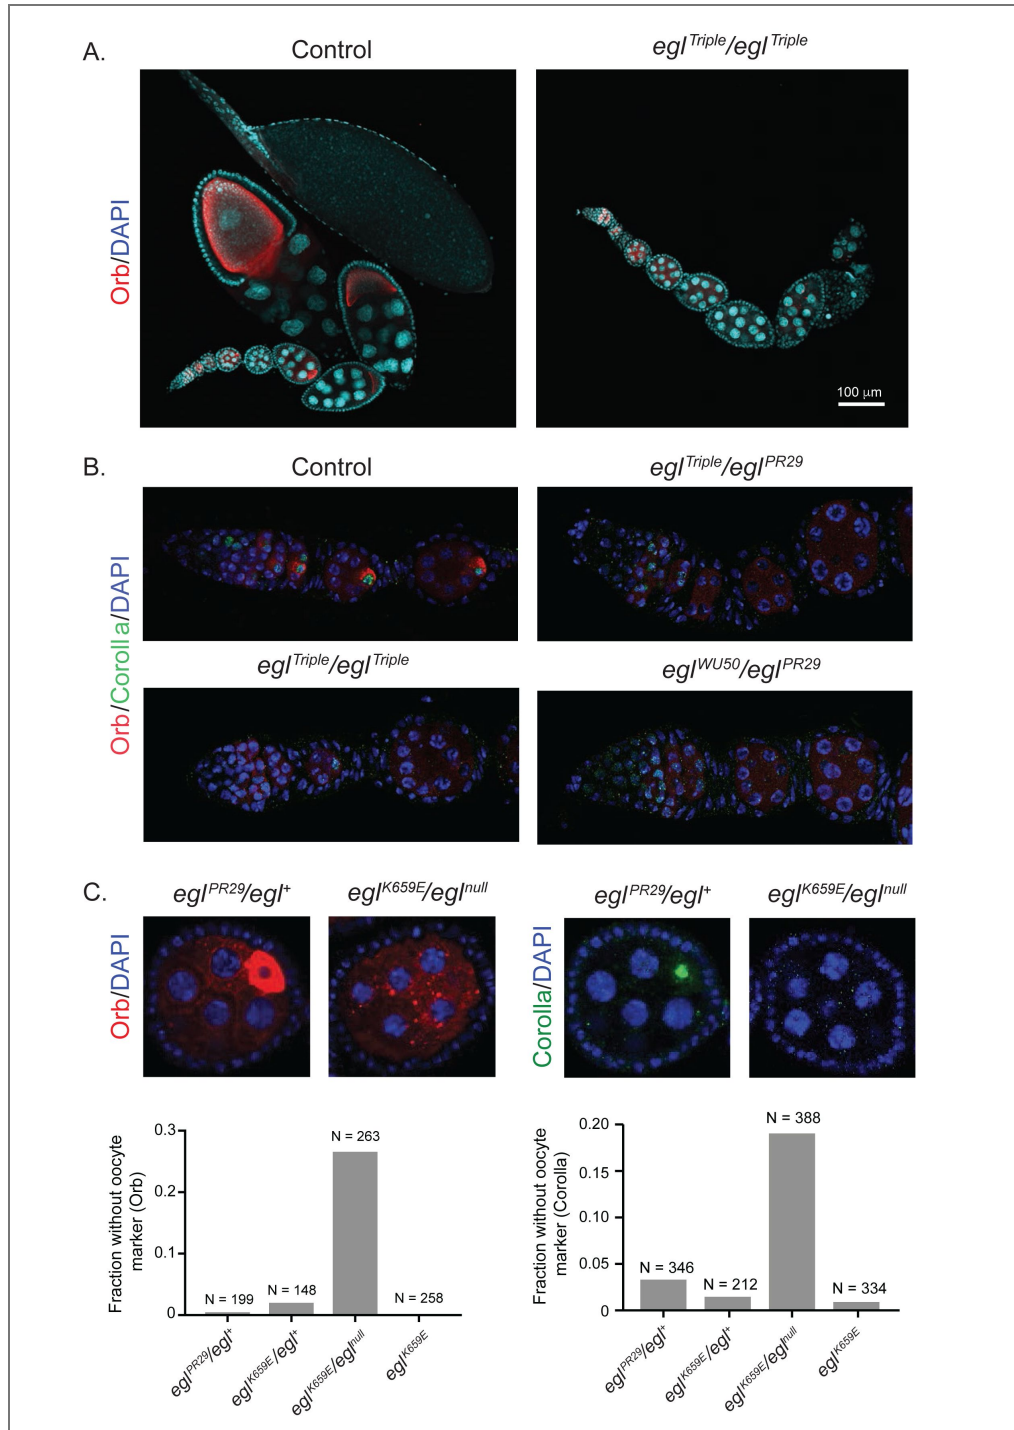 A.
Control
egl^Triple/egl^Triple
Orb/DAPI
100 μm
B.
Control
egl^Triple/egl^PR29
Orb/Corolla/DAPI
egl^Triple/egl^Triple
egl^WU50/egl^PR29
C.
egl^PR29/egl^+
egl^K659E/egl^null
egl^PR29/egl^+
egl^K659E/egl^null
Orb/DAPI
Corolla/DAPI
Fraction without oocyte
marker (Orb)
0.3
0.2
0.1
0
N = 199
N = 148
N = 263
N = 258
egl^PR29/egl^+
egl^K659E/egl^+
egl^K659E/egl^null
egl^K659E
Fraction without oocyte
marker (Corolla)
0.20
0.15
0.10
0.05
0
N = 346
N = 212
N = 388
N = 334
egl^PR29/egl^+
egl^K659E/egl^+
egl^K659E/egl^null
egl^K659E